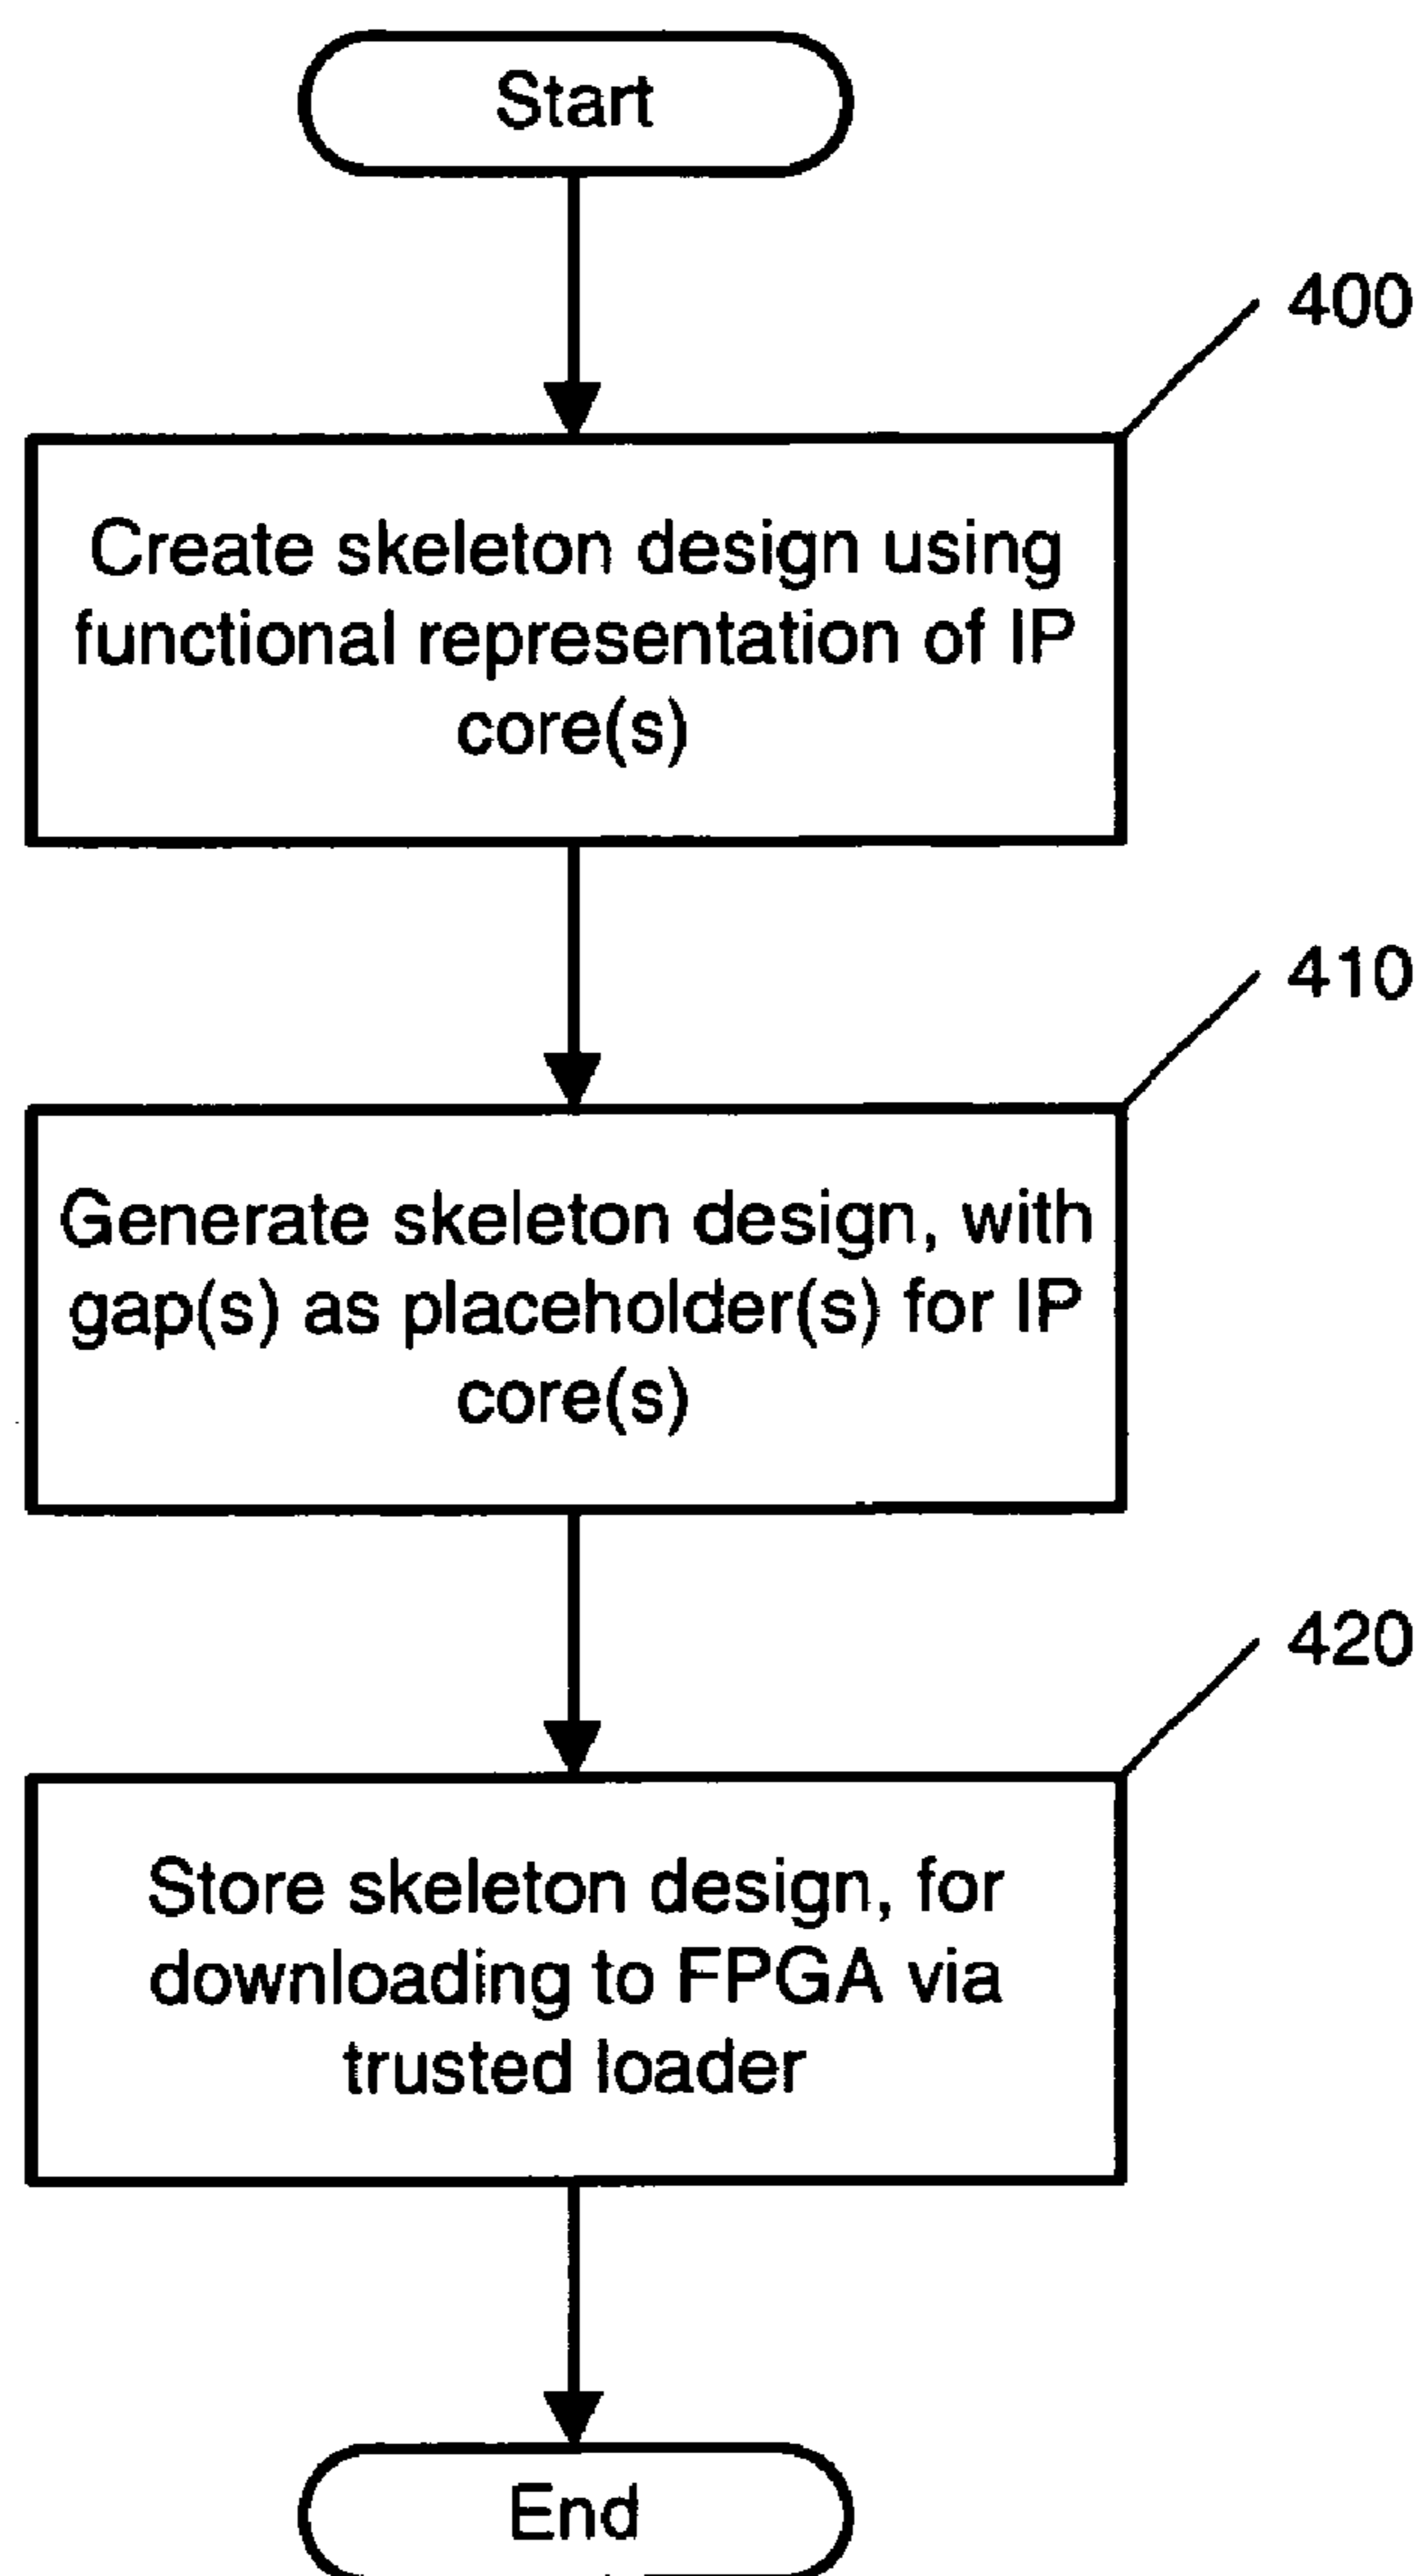 Start
400
Create skeleton design using
functional representation of IP
core(s)
410
Generate skeleton design, with
gap(s) as placeholder(s) for IP
core(s)
420
Store skeleton design, for
downloading to FPGA via
trusted loader
End